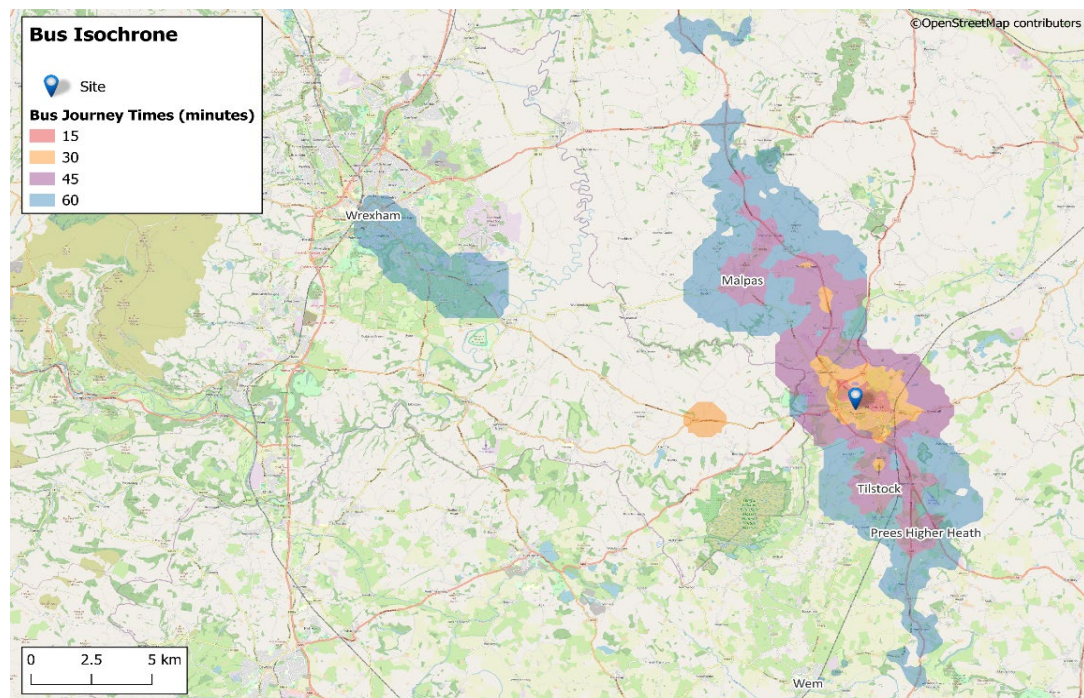 Bus Isochrone
©OpenStreetMap contributors
Site
Bus Journey Times (minutes)
15
30
45
60
Wrexham
Malpas
Tilstock
Prees Higher Heath
Wem
0 2.5 5 km